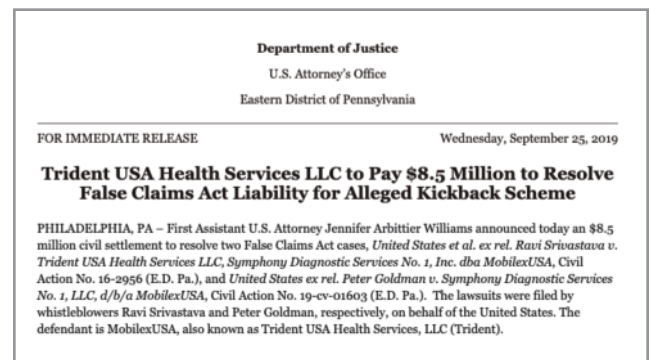 Department of Justice
U.S. Attorney's Office
Eastern District of Pennsylvania
FOR IMMEDIATE RELEASE Wednesday, September 25, 2019
Trident USA Health Services LLC to Pay $8.5 Million to Resolve
False Claims Act Liability for Alleged Kickback Scheme
PHILADELPHIA, PA – First Assistant U.S. Attorney Jennifer Arbittier Williams announced today an $8.5
million civil settlement to resolve two False Claims Act cases, United States et al. ex rel. Ravi Srivastava v.
Trident USA Health Services LLC, Symphony Diagnostic Services No. 1, Inc. dba MobilexUSA, Civil
Action No. 16-2956 (E.D. Pa.), and United States ex rel. Peter Goldman v. Symphony Diagnostic Services
No. 1, LLC, d/b/a MobilexUSA, Civil Action No. 19-cv-01603 (E.D. Pa.). The lawsuits were filed by
whistleblowers Ravi Srivastava and Peter Goldman, respectively, on behalf of the United States. The
defendant is MobilexUSA, also known as Trident USA Health Services, LLC (Trident).